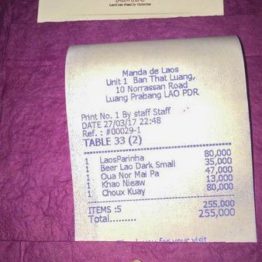 Manda de Laos
Unit 1 Ban That Luang,
10 Norrassan Road
Luang Prabang LAO PDR.
Print No. 1 By staff Staff
DATE 27/03/17 22:48
Ref. : #00029-1
TABLE 33 (2)
1 LaosParinha 80,000
1 Beer Lao Dark Small 35,000
1 Oua Nor Mai Pa 47,000
1 Khao Nieaw 13,000
1 Choux Kuay 80,000
ITEMS :5 255,000
Total....... 255,000
for your visit